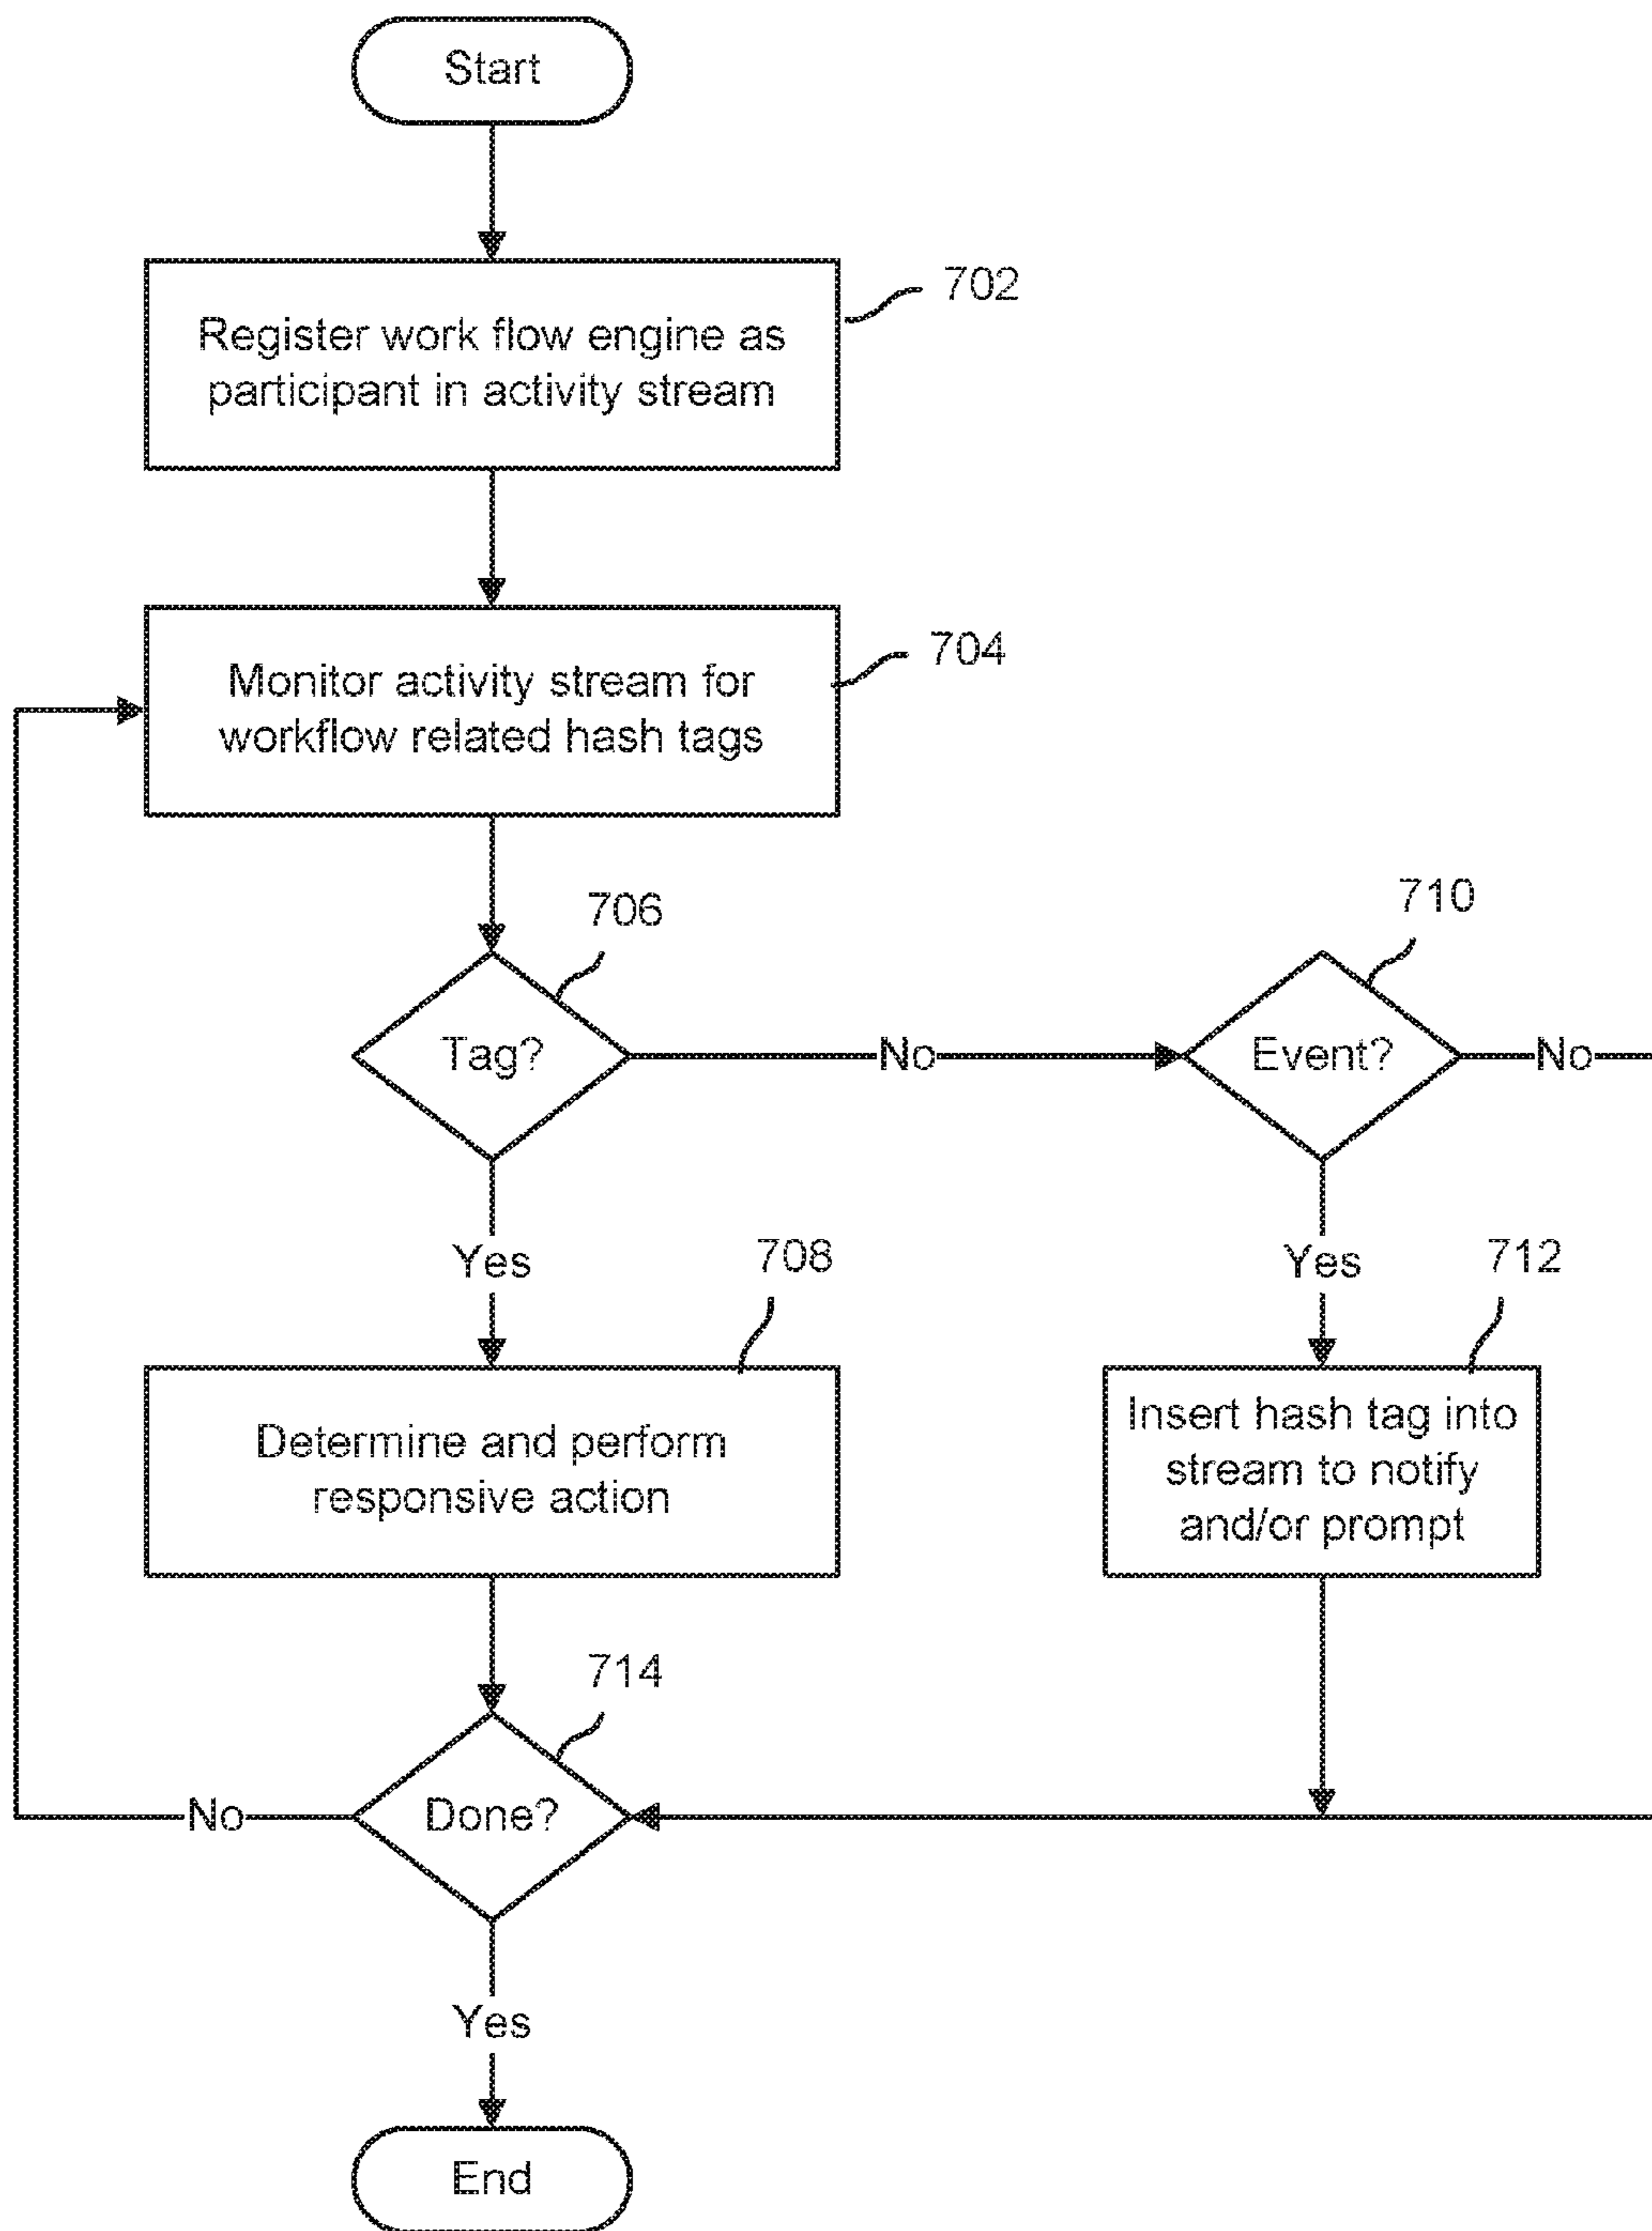 Start
702
Register work flow engine as
participant in activity stream
704
Monitor activity stream for
workflow related hash tags
706
710
Tag?
No
Event?
No
Yes
708
Yes
712
Determine and perform
responsive action
Insert hash tag into
stream to notify
and/or prompt
714
No
Done?
Yes
End